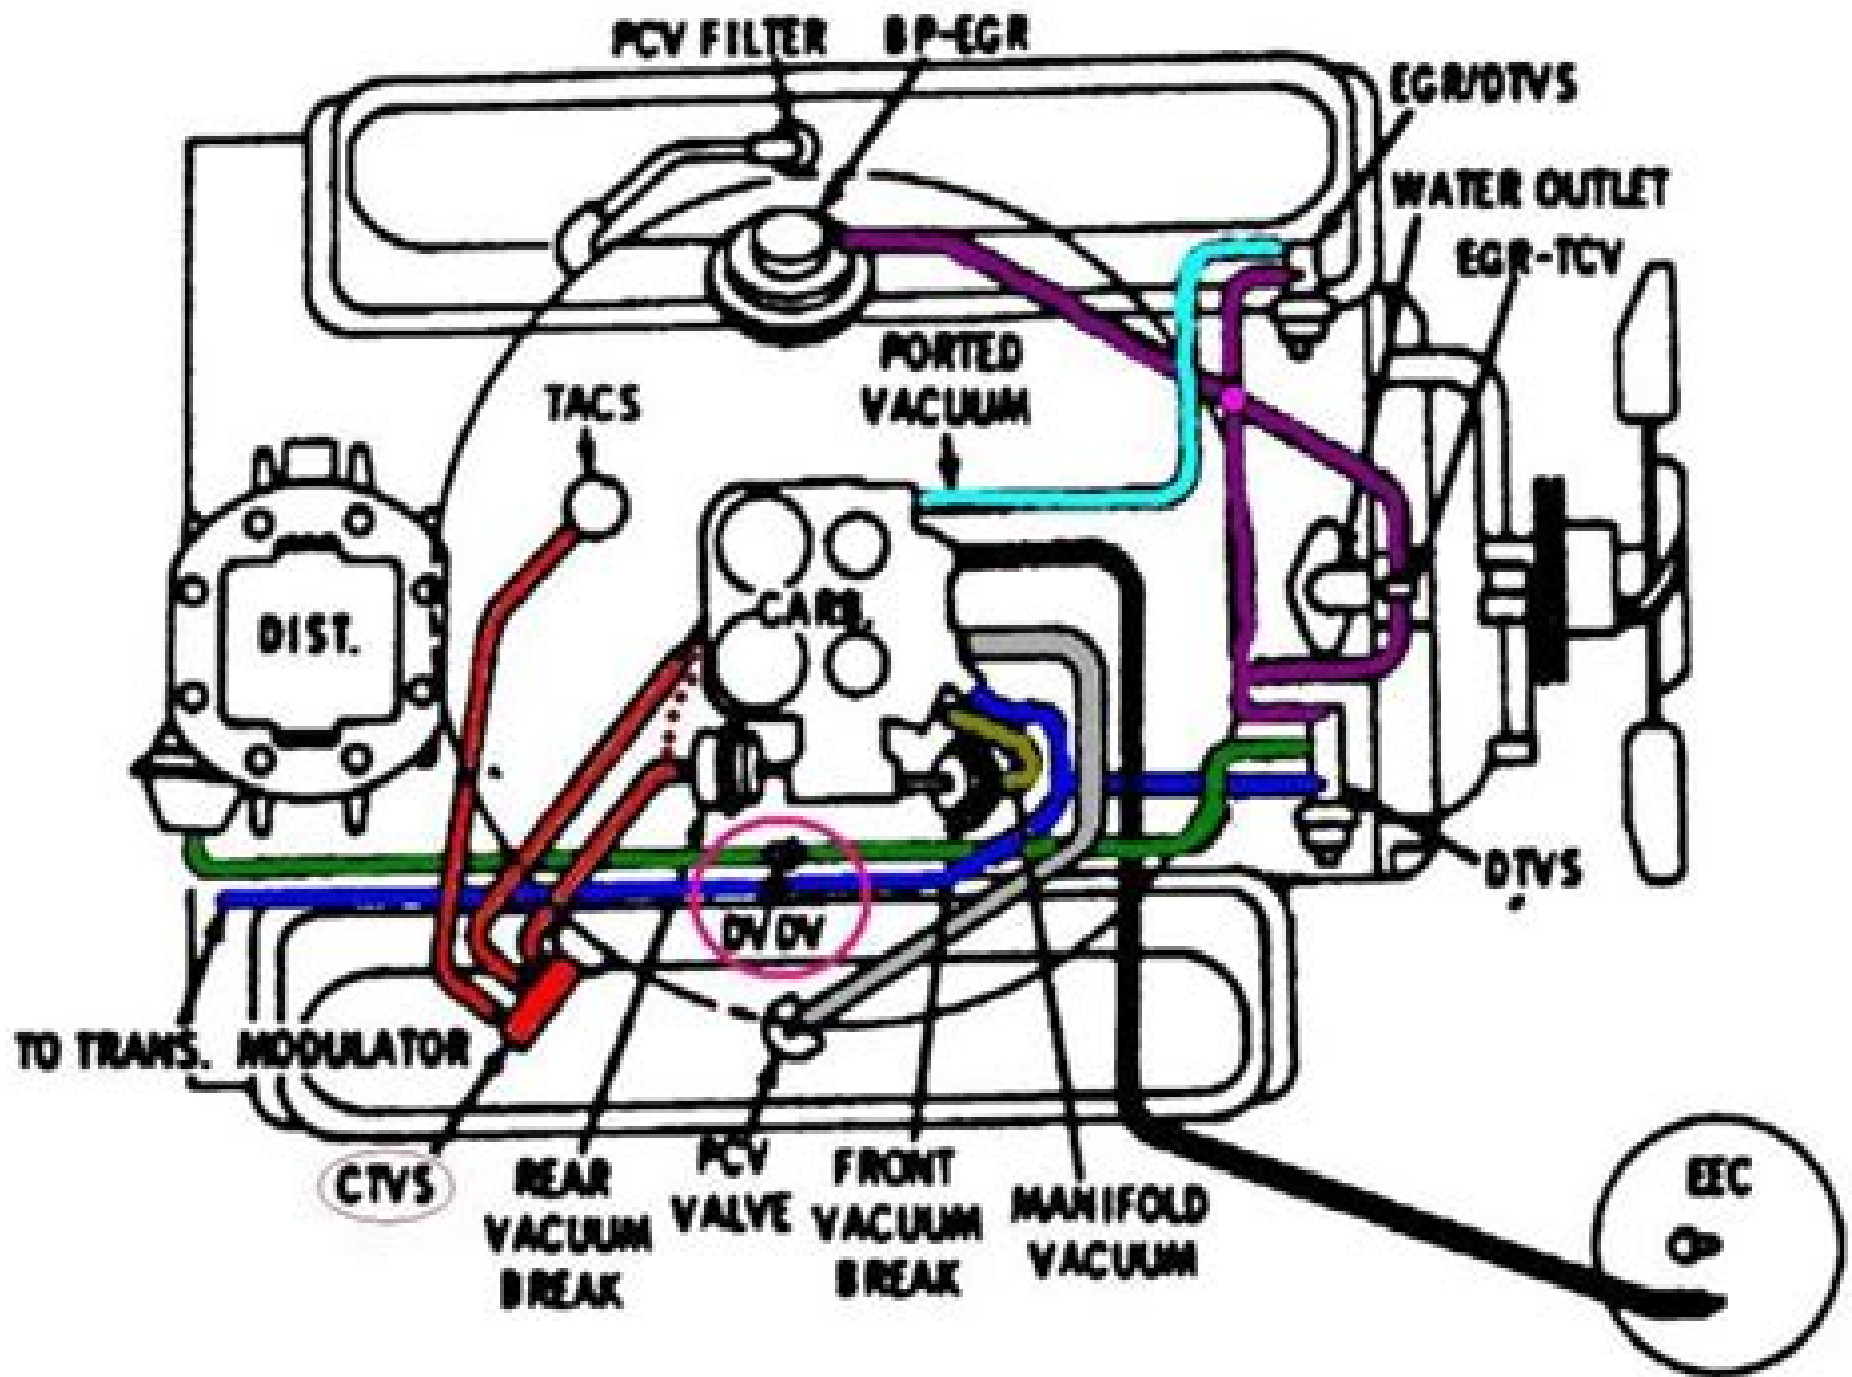 PCV FILTER
BP-EGR
EGR/DTVS
WATER OUTLET
EGR-TCV
PORTED
VACUUM
TACS
CARB.
DIST.
DVDV
DTVS
TO TRANS. MODULATOR
CTVS
REAR
VACUUM
BREAK
PCV
VALVE
FRONT
VACUUM
BREAK
MANIFOLD
VACUUM
EEC